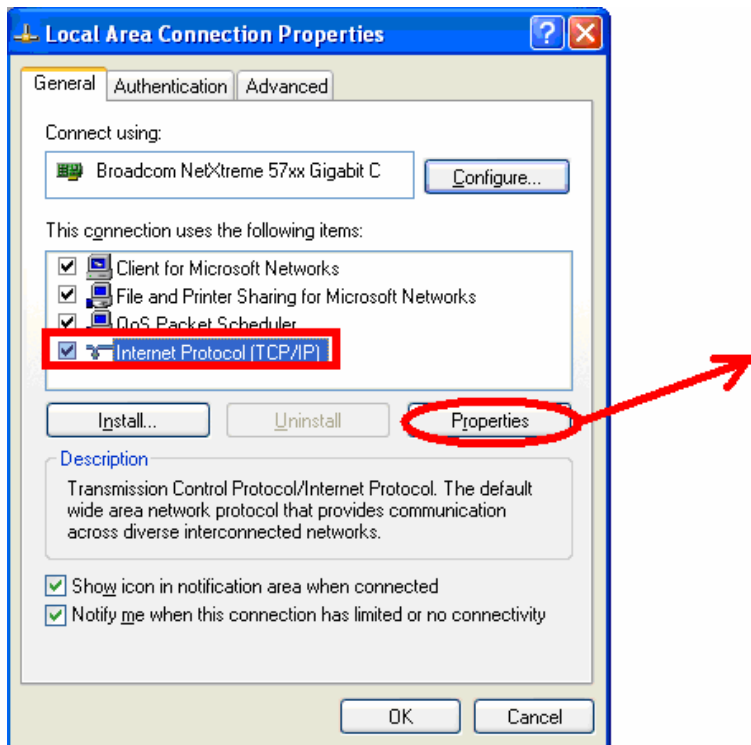 Local Area Connection Properties
General Authentication Advanced
Connect using:
Broadcom NetXtreme 57xx Gigabit C
Configure...
This connection uses the following items:
Client for Microsoft Networks
File and Printer Sharing for Microsoft Networks
QoS Packet Scheduler
Internet Protocol (TCP/IP)
Install... Uninstall Properties
Description
Transmission Control Protocol/Internet Protocol. The default
wide area network protocol that provides communication
across diverse interconnected networks.
Show icon in notification area when connected
Notify me when this connection has limited or no connectivity
OK Cancel